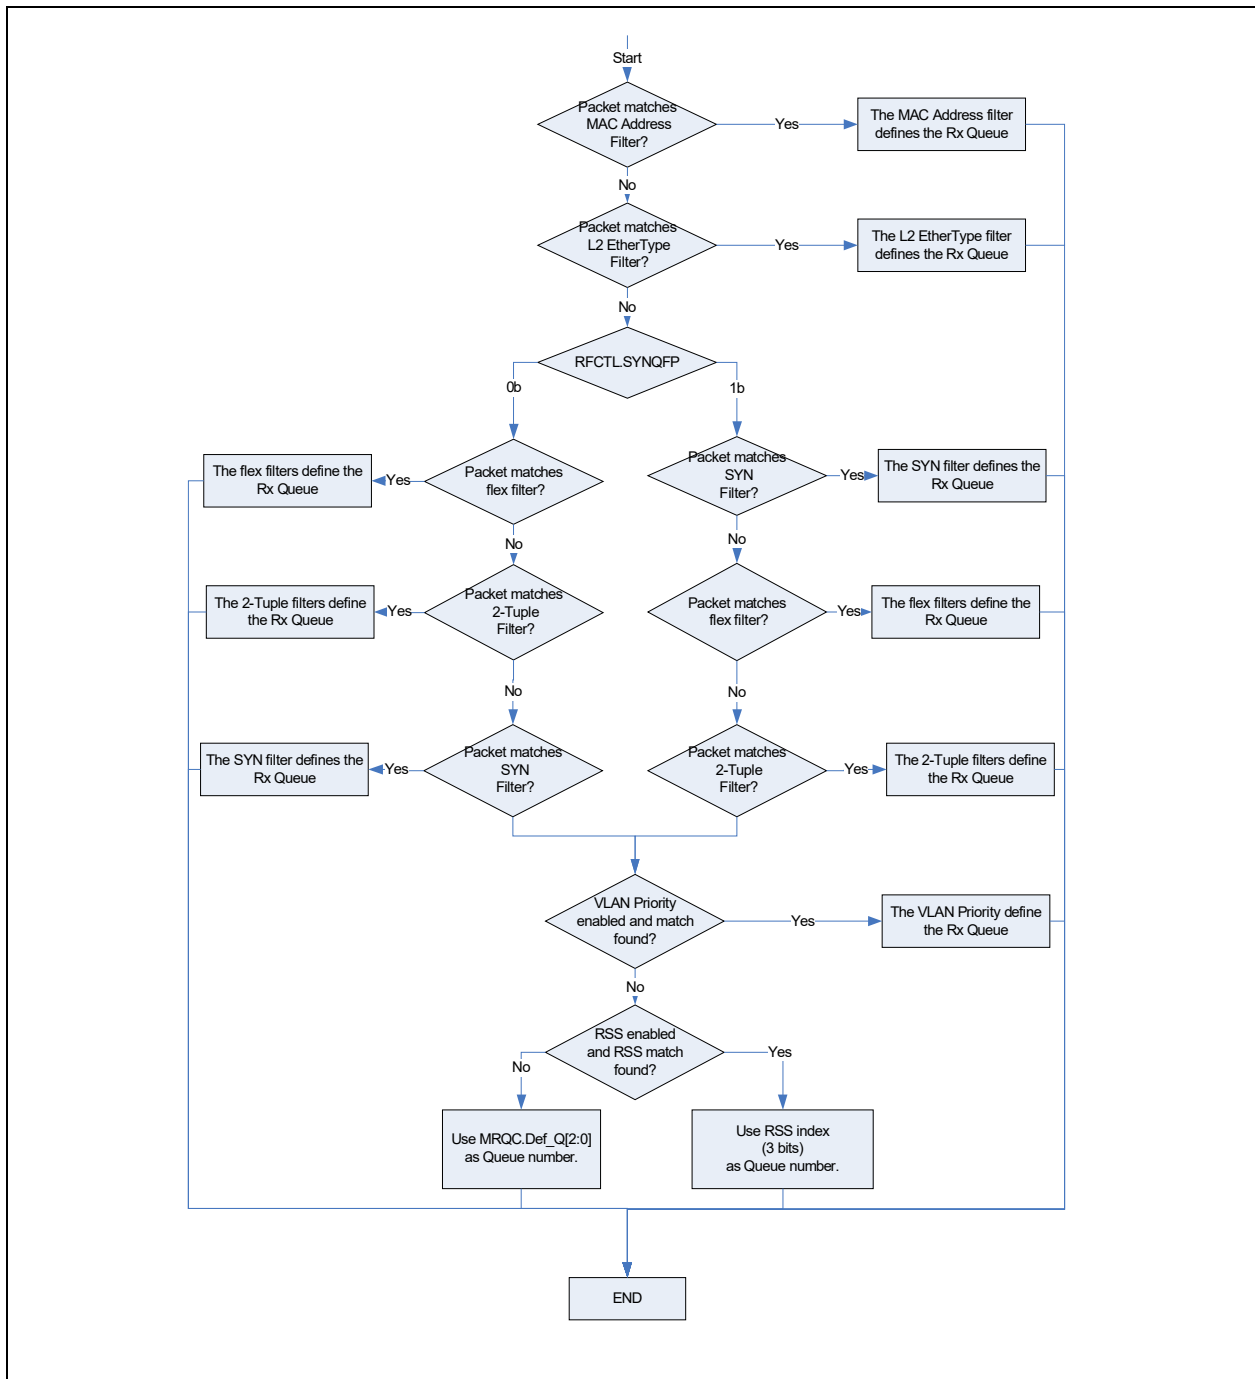 Start
Packet matches
MAC Address
Filter?
Yes
The MAC Address filter
defines the Rx Queue
No
Packet matches
L2 EtherType
Filter?
Yes
The L2 EtherType filter
defines the Rx Queue
No
RFCTL.SYNQFP
0b
1b
The flex filters define the
Rx Queue
Yes
Packet matches
flex filter?
Packet matches
SYN
Filter?
Yes
The SYN filter defines the
Rx Queue
No
No
The 2-Tuple filters define
the Rx Queue
Yes
Packet matches
2-Tuple
Filter?
Packet matches
flex filter?
Yes
The flex filters define the
Rx Queue
No
No
The SYN filter defines the
Rx Queue
Yes
Packet matches
SYN
Filter?
Packet matches
2-Tuple
Filter?
Yes
The 2-Tuple filters define
the Rx Queue
VLAN Priority
enabled and match
found?
Yes
The VLAN Priority define
the Rx Queue
No
RSS enabled
and RSS match
found?
No
Yes
Use MRQC.Def_Q[2:0]
as Queue number.
Use RSS index
(3 bits)
as Queue number.
END